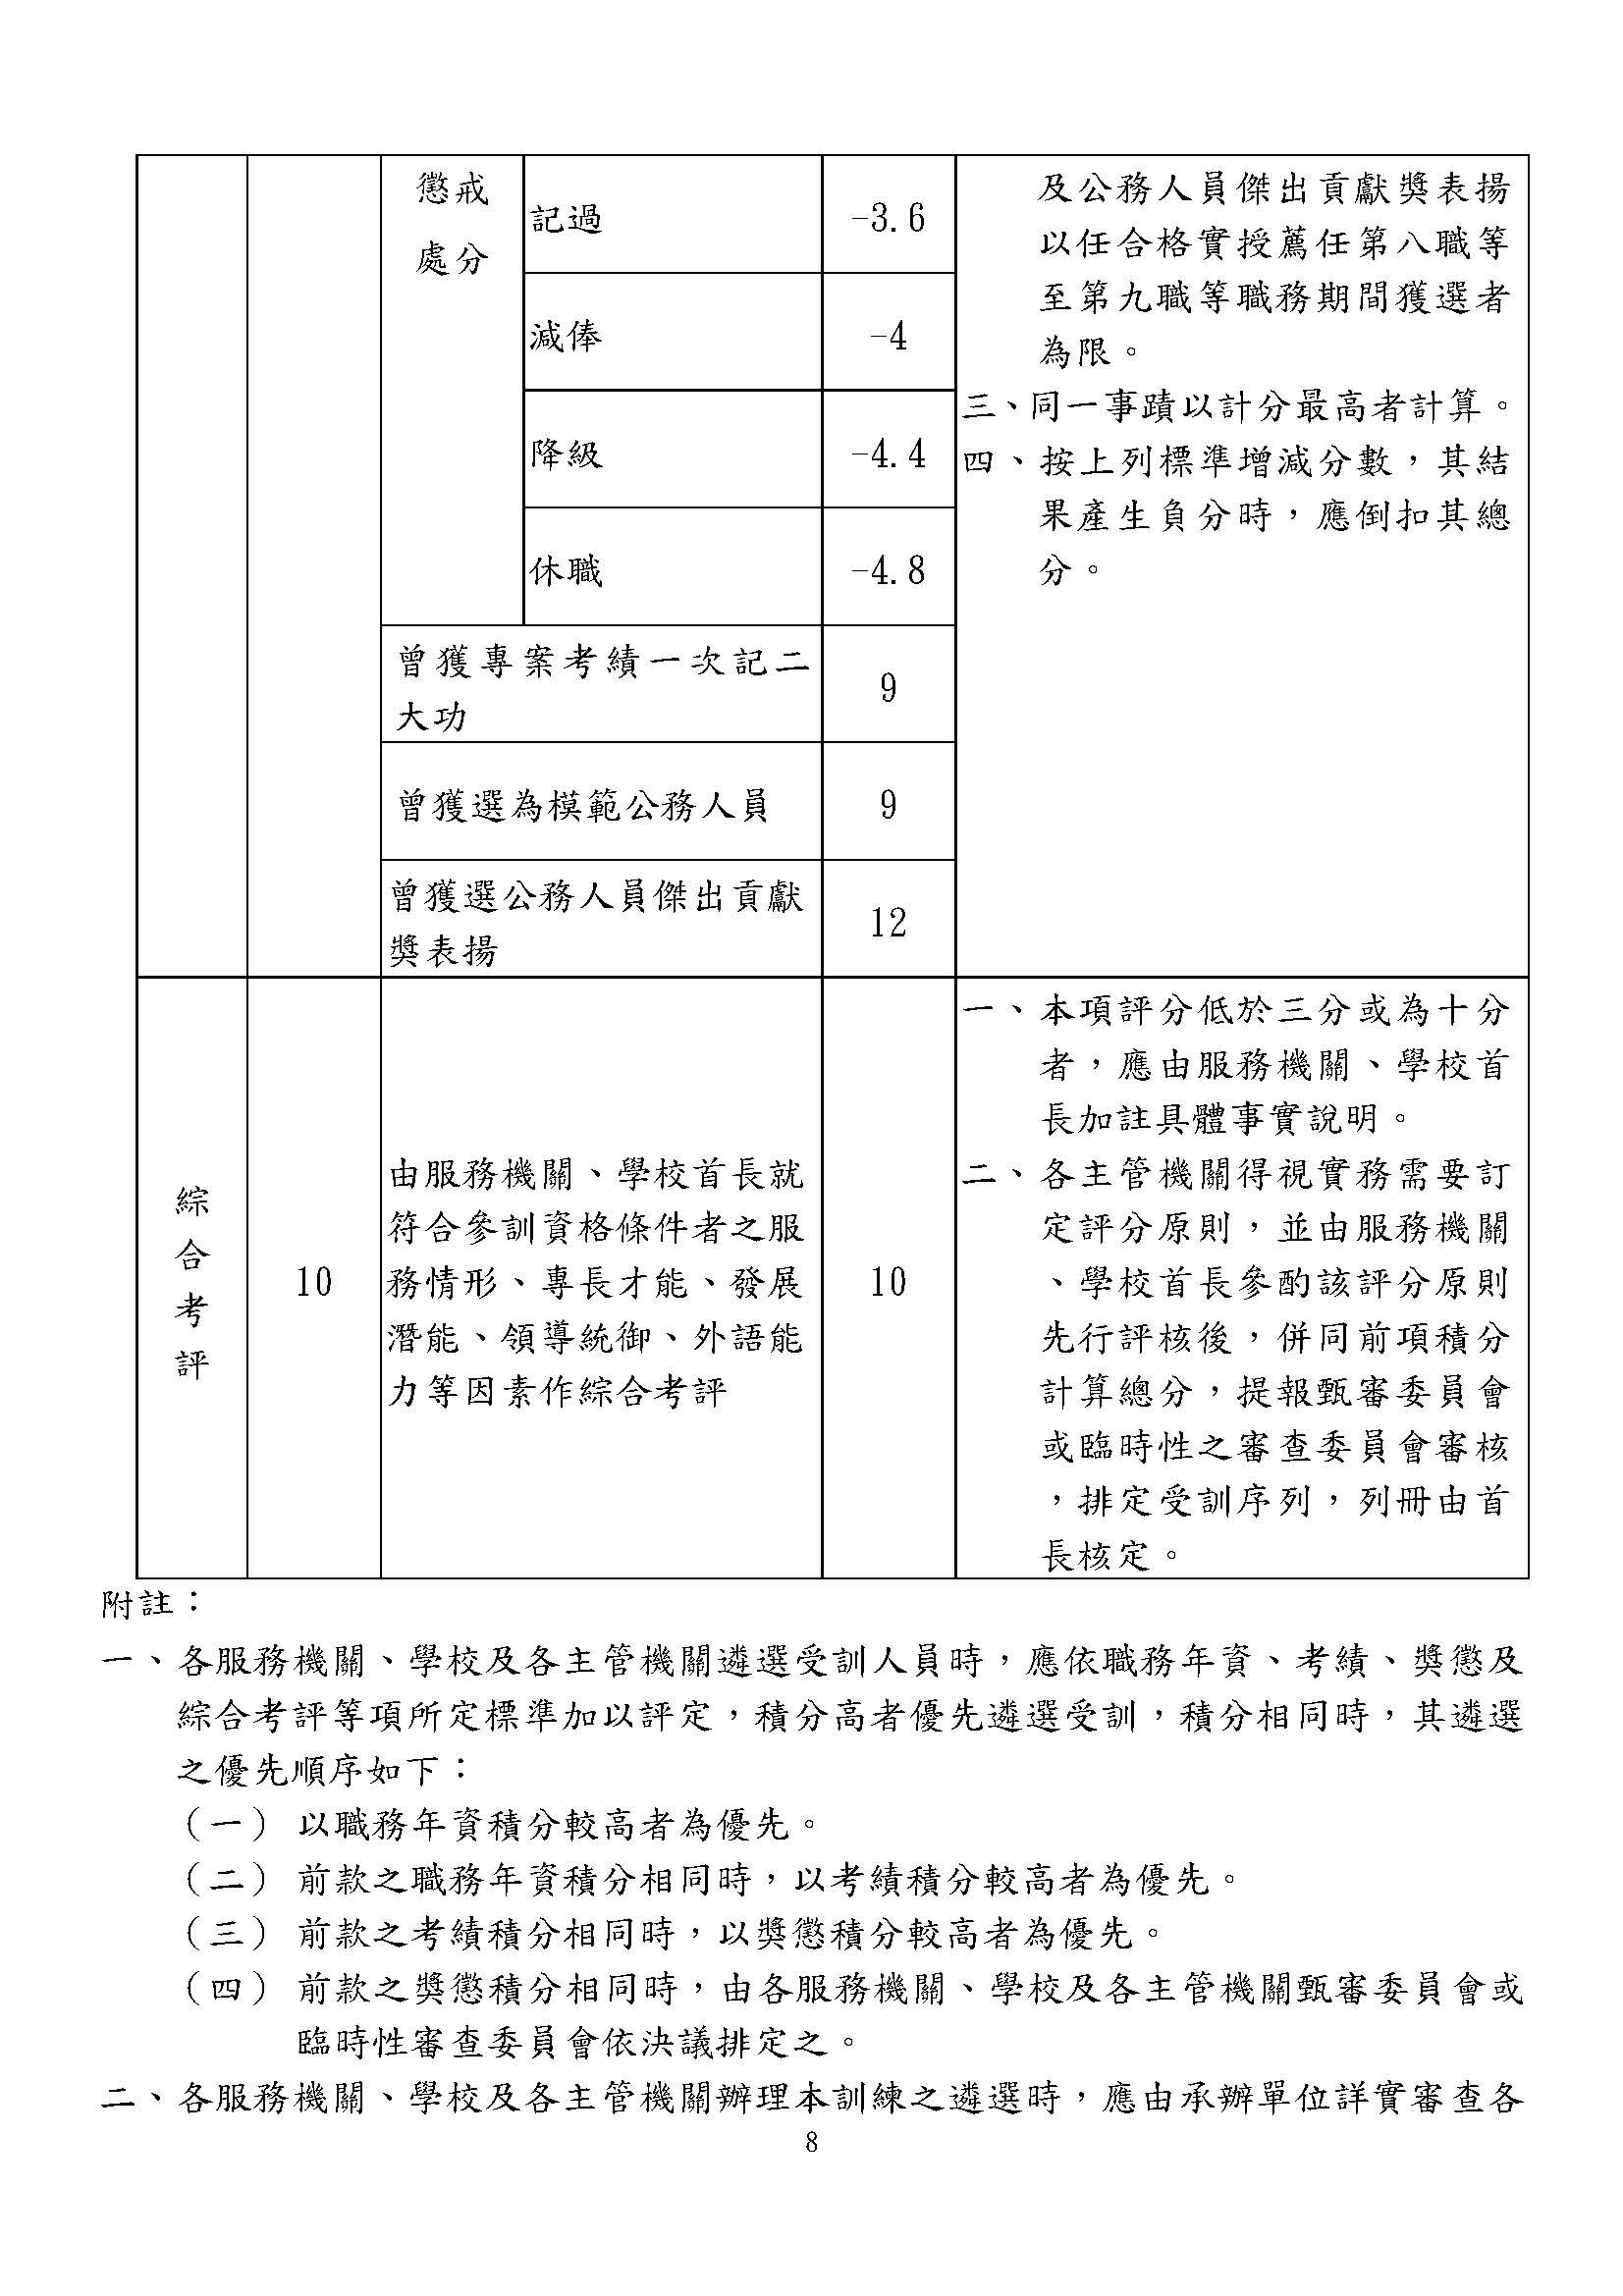 懲戒
處分
記過
-3.6
減俸
-4
降級
-4.4
休職
-4.8
曾獲專案考績一次記二
大功
9
曾獲選為模範公務人員
9
曾獲選公務人員傑出貢獻
獎表揚
12
及公務人員傑出貢獻獎表揚
以任合格實授薦任第八職等
至第九職等職務期間獲選者
為限。
三、同一事蹟以計分最高者計算。
四、按上列標準增減分數，其結
果產生負分時，應倒扣其總
分。
綜
合
考
評
10
由服務機關、學校首長就
符合參訓資格條件者之服
務情形、專長才能、發展
潛能、領導統御、外語能
力等因素作綜合考評
10
一、本項評分低於三分或為十分
者，應由服務機關、學校首
長加註具體事實說明。
二、各主管機關得視實務需要訂
定評分原則，並由服務機關
、學校首長參酌該評分原則
先行評核後，併同前項積分
計算總分，提報甄審委員會
或臨時性之審查委員會審核
，排定受訓序列，列冊由首
長核定。
附註：
一、各服務機關、學校及各主管機關遴選受訓人員時，應依職務年資、考績、獎懲及
綜合考評等項所定標準加以評定，積分高者優先遴選受訓，積分相同時，其遴選
之優先順序如下：
（一） 以職務年資積分較高者為優先。
（二） 前款之職務年資積分相同時，以考績積分較高者為優先。
（三） 前款之考績積分相同時，以獎懲積分較高者為優先。
（四） 前款之獎懲積分相同時，由各服務機關、學校及各主管機關甄審委員會或
臨時性審查委員會依決議排定之。
二、各服務機關、學校及各主管機關辦理本訓練之遴選時，應由承辦單位詳實審查各
8